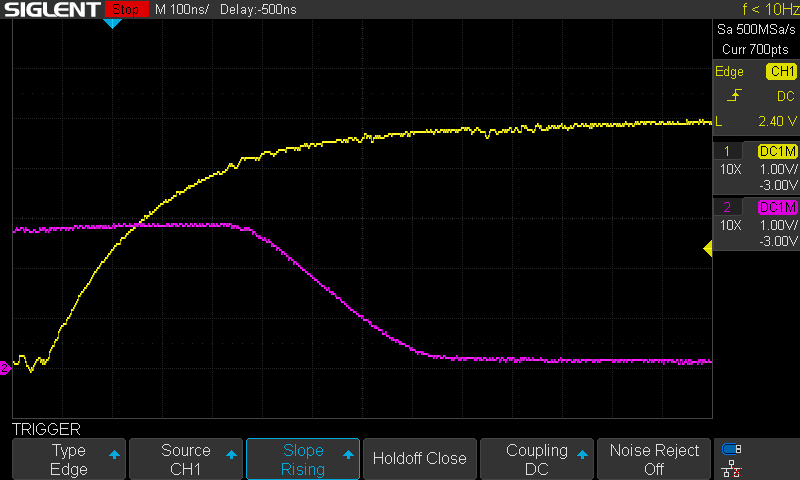 SIGLENT Stop M 100ns/ Delay:-500ns f < 10Hz
Sa 500MSa/s
Curr 700pts
Edge CH1
DC
L 2.40 V
1 DC1M
10X 1.00V/
-3.00V
2 DC1M
10X 1.00V/
-3.00V
2
TRIGGER
Type
Edge
Source
CH1
Slope
Rising
Holdoff Close
Coupling
DC
Noise Reject
Off